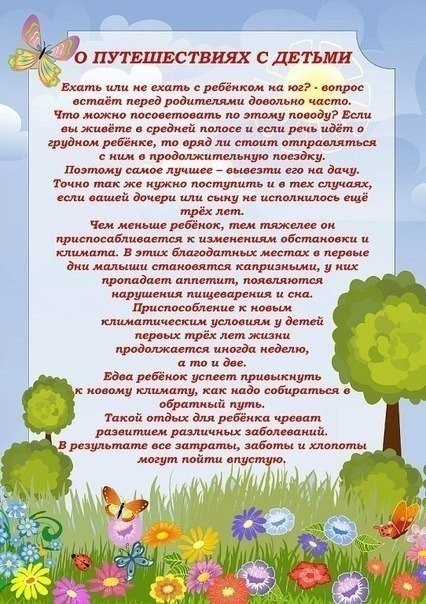 О ПУТЕШЕСТВИЯХ С ДЕТЬМИ
Ехать или не ехать с ребёнком на юг? - вопрос
встаёт перед родителями довольно часто.
Что можно посоветовать по этому поводу? Если
вы живёте в средней полосе и если речь идёт о
грудном ребёнке, то вряд ли стоит отправляться
с ним в продолжительную поездку.
Поэтому самое лучшее – вывезти его на дачу.
Точно так же нужно поступить и в тех случаях,
если вашей дочери или сыну не исполнилось ещё
трёх лет.
Чем меньше ребёнок, тем тяжелее он
приспосабливается к изменениям обстановки и
климата. В этих благодатных местах в первые
дни малыши становятся капризными, у них
пропадает аппетит, появляются
нарушения пищеварения и сна.
Приспособление к новым
климатическим условиям у детей
первых трёх лет жизни
продолжается иногда неделю,
а то и две.
Едва ребёнок успеет привыкнуть
к новому климату, как надо собираться в
обратный путь.
Такой отдых для ребёнка чреват
развитием различных заболеваний.
В результате все затраты, заботы и хлопоты
могут пойти впустую.